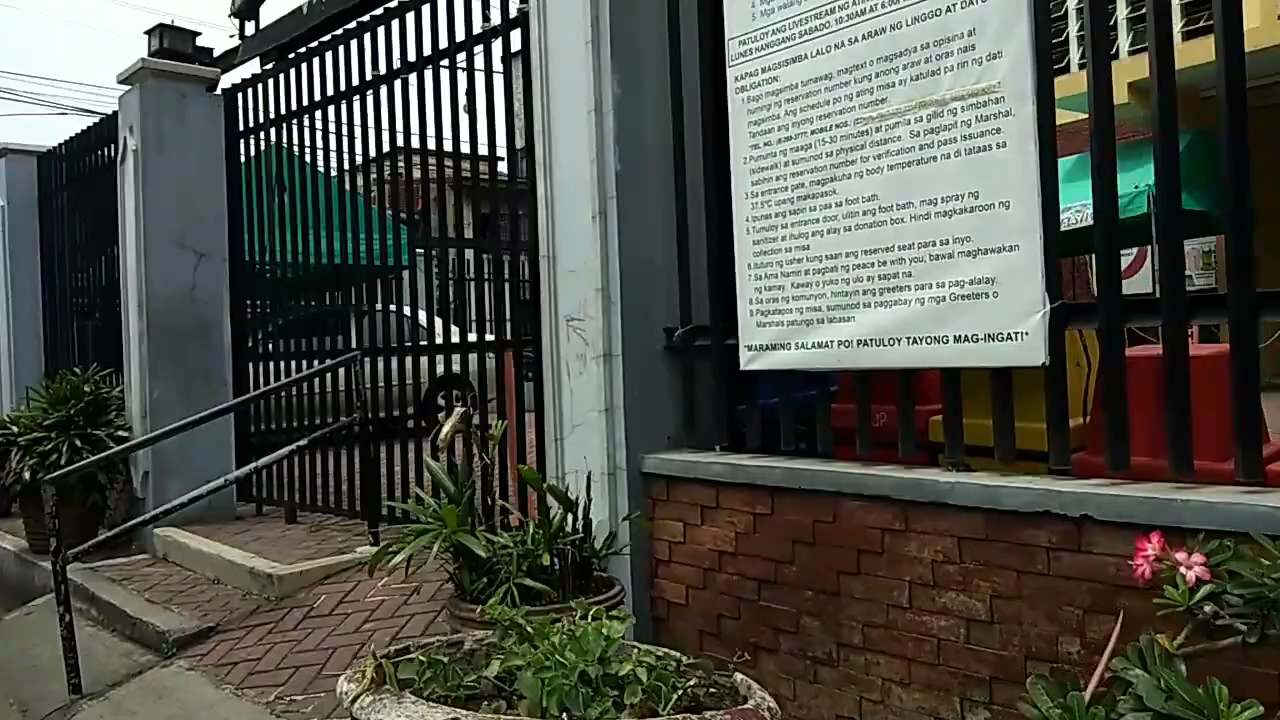 4. Mg
5. Mga walang
PATULOY ANG LIVESTREAM NG ATIN
LUNES HANGGANG SABADO, 10:30AM AT 6:00P
KAPAG MAGSISIMBA LALO NA SA ARAW NG LINGGO AT
OBLIGATION:
1. Bago magsimba tumawag, magtext o magsadya sa opisina at
humingi ng reservation number kung anong araw at oras nais
magsimba. Ang schedule po ng ating misa ay katulad pa rin ng dati
Tandaan ang inyong reservation number.
*TEL. NO.: MOBILE NOS.:
2. Pumunta ng maaga (15-30 minutes) at pumila sa gilid ng simbahan
(sidewalk) at sumunod sa physical distance. Sa paglapit ng Marshal,
sabihin ang reservation number for verification and pass issuance.
3. Sa entrance gate, magpakuha ng body temperature na di tataas sa
37.5°C upang makapasok.
4. Ipunas ang sapin sa paa sa foot bath.
5. Tumuloy sa entrance door, ulitin ang foot bath, mag spray ng
sanitizer at ihulog ang alay sa donation box. Hindi magkakaroon ng
collection sa misa.
6. Ituturo ng usher kung saan ang reserved seat para sa inyo.
7. Sa Ama Namin at pagbati ng peace be with you, bawal maghawakan
ng kamay. Kaway o yuko ng ulo ay sapat na.
8. Sa oras ng komunyon, hintayin ang greeters para sa pag-alalay.
9. Pagkatapos ng misa, sumunod sa paggabay ng mga Greeters o
Marshals patungo sa labasan.
*MARAMING SALAMAT PO! PATULOY TAYONG MAG-INGAT!*